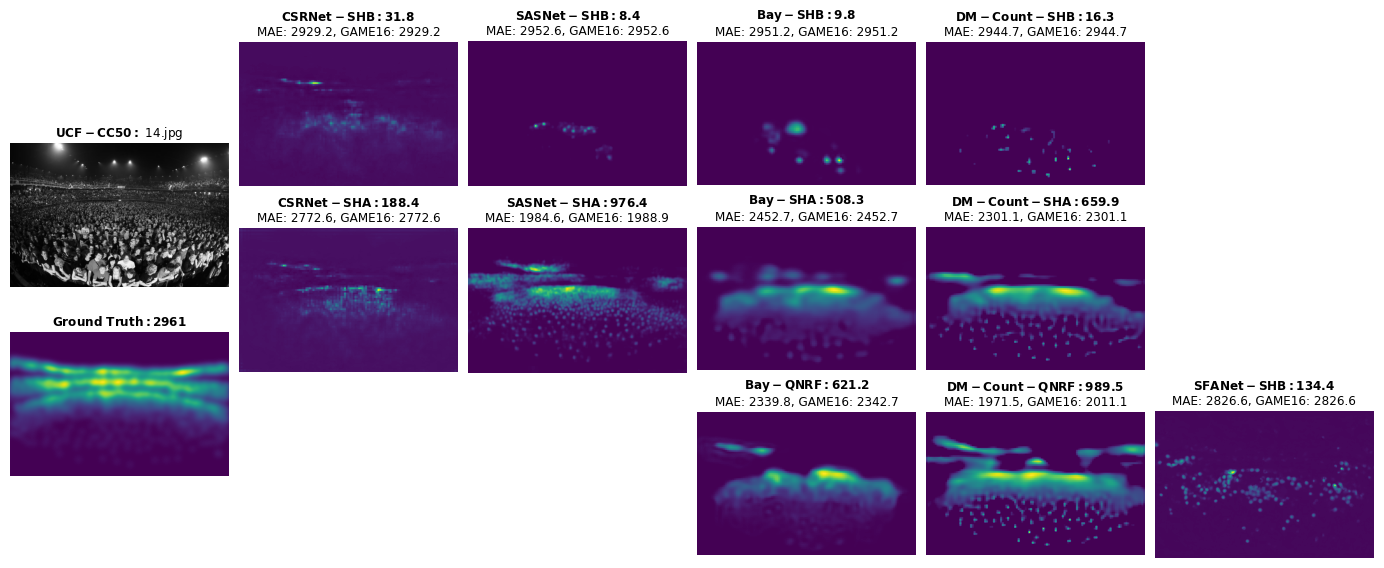 CSRNet − SHB : 31.8
MAE: 2929.2, GAME16: 2929.2
SASNet − SHB : 8.4
MAE: 2952.6, GAME16: 2952.6
Bay − SHB : 9.8
MAE: 2951.2, GAME16: 2951.2
DM − Count − SHB : 16.3
MAE: 2944.7, GAME16: 2944.7
UCF − CC50 : 14.jpg
CSRNet − SHA : 188.4
MAE: 2772.6, GAME16: 2772.6
SASNet − SHA : 976.4
MAE: 1984.6, GAME16: 1988.9
Bay − SHA : 508.3
MAE: 2452.7, GAME16: 2452.7
DM − Count − SHA : 659.9
MAE: 2301.1, GAME16: 2301.1
Ground Truth : 2961
Bay − QNRF : 621.2
MAE: 2339.8, GAME16: 2342.7
DM − Count − QNRF : 989.5
MAE: 1971.5, GAME16: 2011.1
SFANet − SHB : 134.4
MAE: 2826.6, GAME16: 2826.6